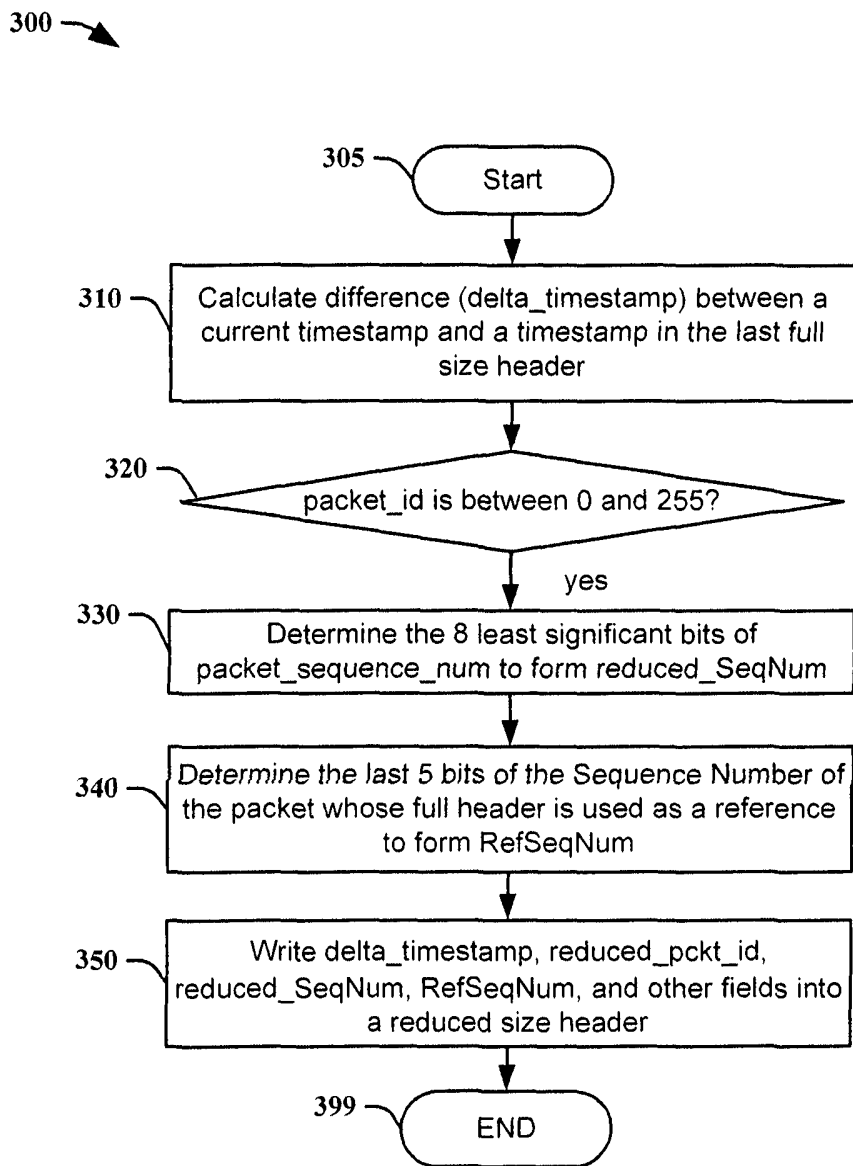 300
305
Start
310
Calculate difference (delta_timestamp) between a
current timestamp and a timestamp in the last full
size header
320
packet_id is between 0 and 255?
yes
330
Determine the 8 least significant bits of
packet_sequence_num to form reduced_SeqNum
340
Determine the last 5 bits of the Sequence Number of
the packet whose full header is used as a reference
to form RefSeqNum
350
Write delta_timestamp, reduced_pckt_id,
reduced_SeqNum, RefSeqNum, and other fields into
a reduced size header
399
END